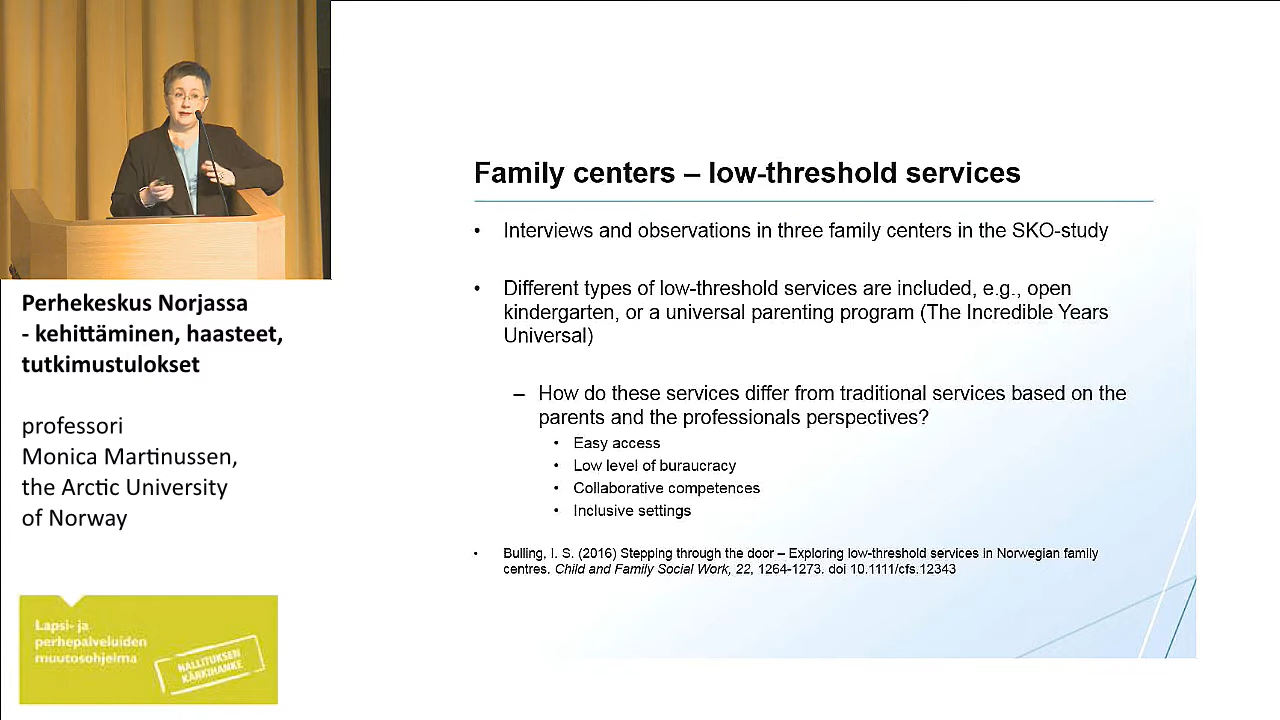 Perhekeskus Norjassa
- kehittäminen, haasteet,
tutkimustulokset
professori
Monica Martinussen,
the Arctic University
of Norway
Lapsi- ja
perhepalveluiden
muutosohjelma
HALLITUKSEN
KÄRKIHANKE
Family centers – low-threshold services
• Interviews and observations in three family centers in the SKO-study
• Different types of low-threshold services are included, e.g., open
kindergarten, or a universal parenting program (The Incredible Years
Universal)
– How do these services differ from traditional services based on the
parents and the professionals perspectives?
• Easy access
• Low level of buraucracy
• Collaborative competences
• Inclusive settings
• Bulling, I. S. (2016) Stepping through the door – Exploring low-threshold services in Norwegian family
centres. Child and Family Social Work, 22, 1264-1273. doi 10.1111/cfs.12343